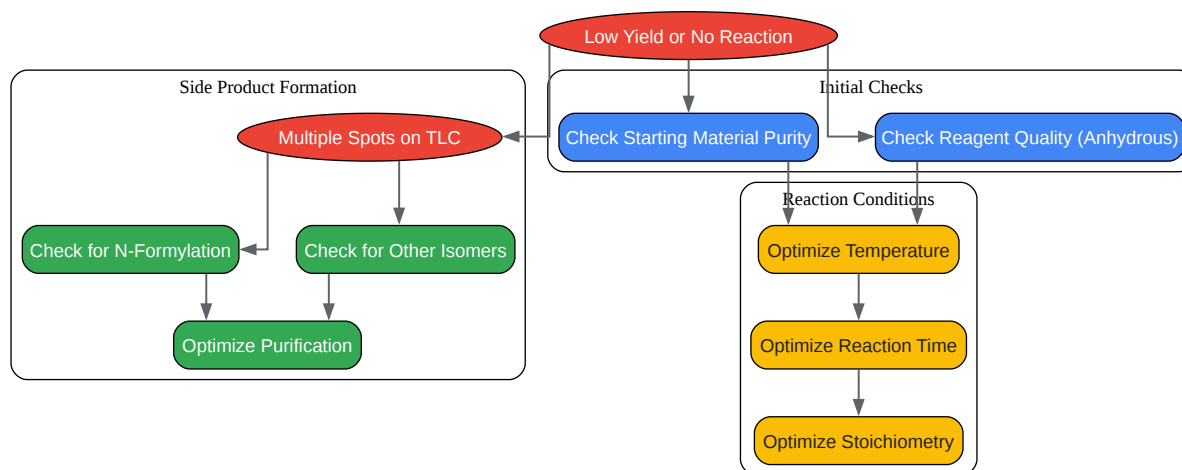 Low Yield or No Reaction
Side Product Formation
Initial Checks
Multiple Spots on TLC
Check Starting Material Purity
Check Reagent Quality (Anhydrous)
Reaction Conditions
Check for N-Formylation
Check for Other Isomers
Optimize Temperature
Optimize Purification
Optimize Reaction Time
Optimize Stoichiometry